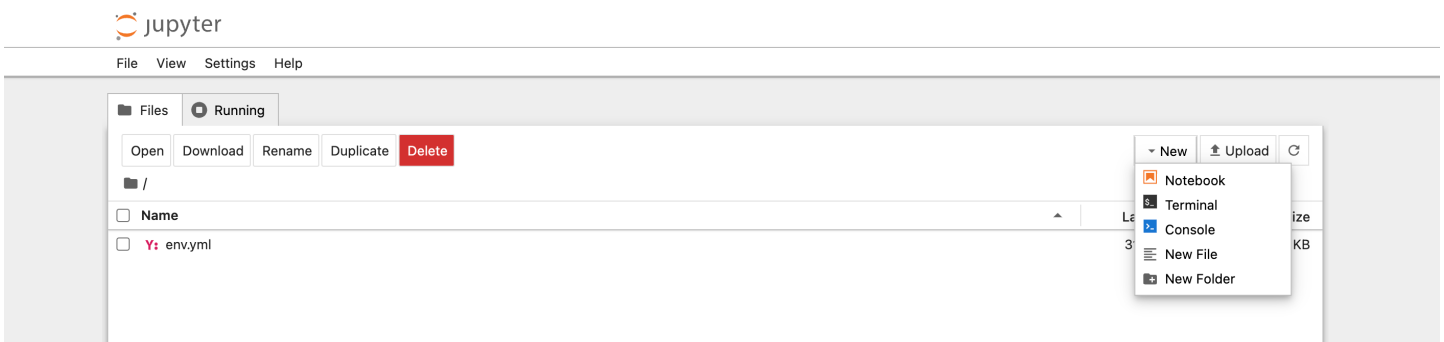 jupyter
File View Settings Help
Files Running
Open Download Rename Duplicate Delete New Upload
/
Notebook
Name
Terminal
Console
Y: env.yml KB
New File
New Folder